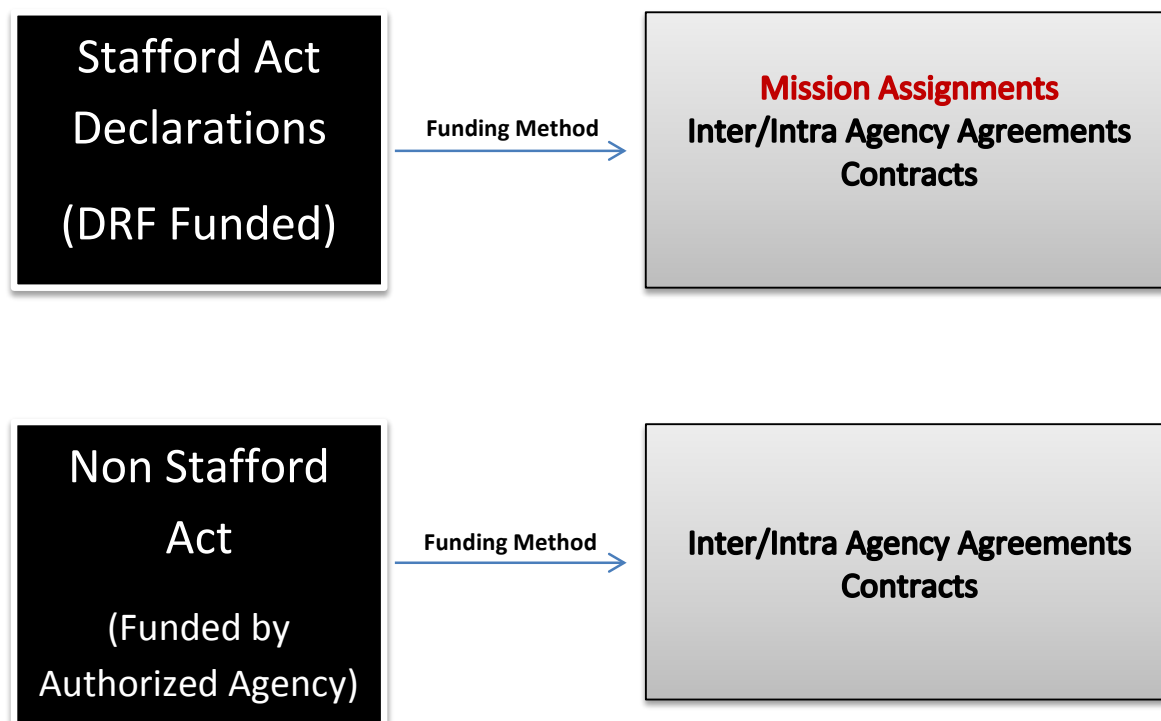 Stafford Act
Declarations
(DRF Funded)
Funding Method
Mission Assignments
Inter/Intra Agency Agreements
Contracts
Non Stafford
Act
(Funded by
Authorized Agency)
Funding Method
Inter/Intra Agency Agreements
Contracts